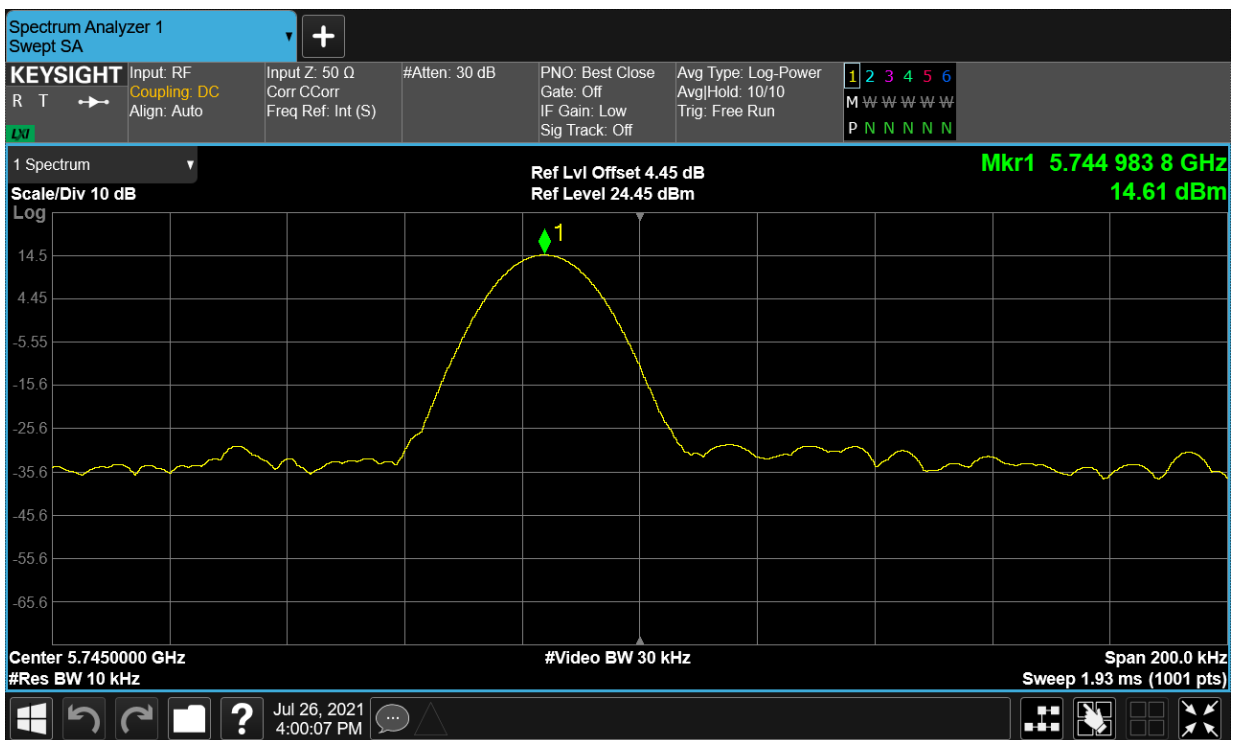 Spectrum Analyzer 1
Swept SA
▼
+
KEYSIGHT
R T
LXI
Input: RF
Coupling: DC
Align: Auto
Input Z: 50 Ω
Corr CCorr
Freq Ref: Int (S)
#Atten: 30 dB
PNO: Best Close
Gate: Off
IF Gain: Low
Sig Track: Off
Avg Type: Log-Power
Avg|Hold: 10/10
Trig: Free Run
1 2 3 4 5 6
M W W W W W
P N N N N N
1 Spectrum ▼
Scale/Div 10 dB
Ref Lvl Offset 4.45 dB
Ref Level 24.45 dBm
Mkr1 5.744 983 8 GHz
14.61 dBm
Log
1
14.5
4.45
-5.55
-15.6
-25.6
-35.6
-45.6
-55.6
-65.6
Center 5.7450000 GHz
#Video BW 30 kHz
Span 200.0 kHz
#Res BW 10 kHz
Sweep 1.93 ms (1001 pts)
?
Jul 26, 2021
4:00:07 PM